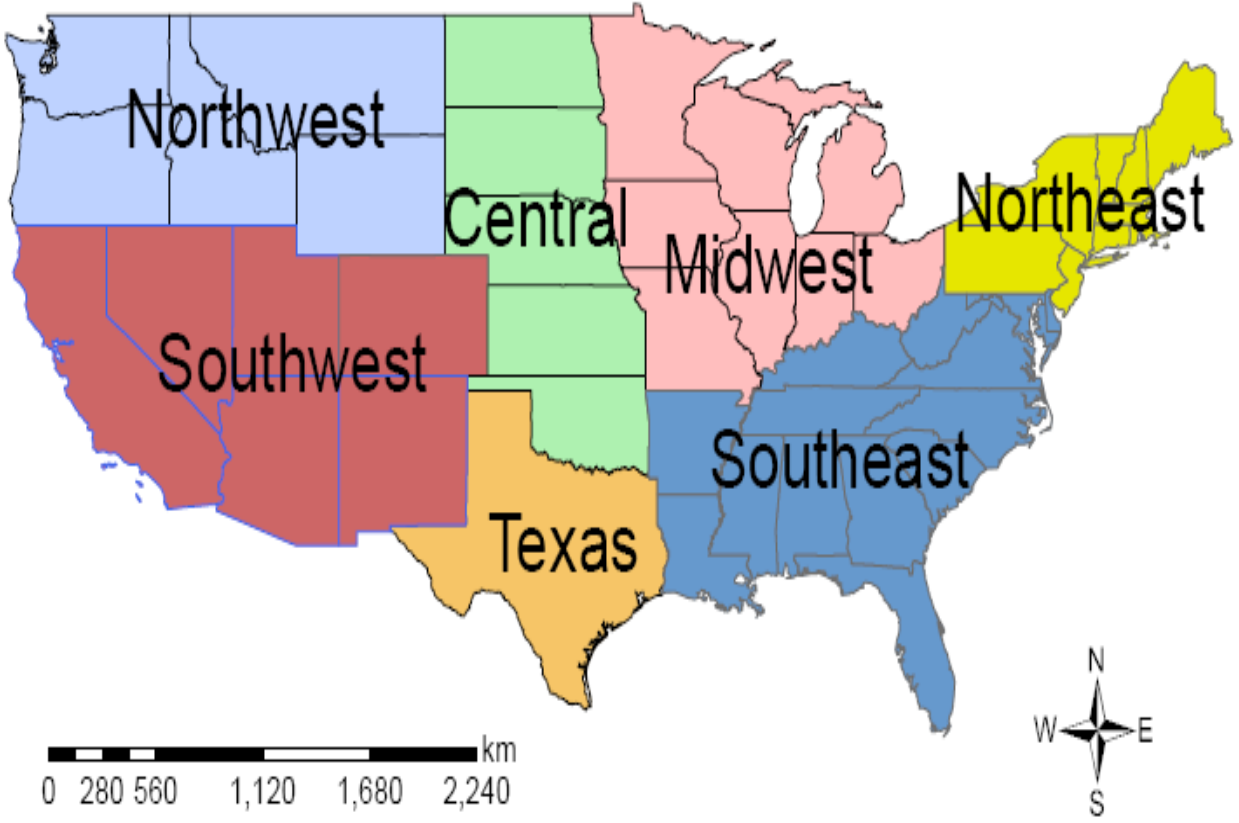 Northwest
Northeast
Central
Midwest
Southwest
Southeast
Texas
N
W E
S
km
0 280 560 1,120 1,680 2,240